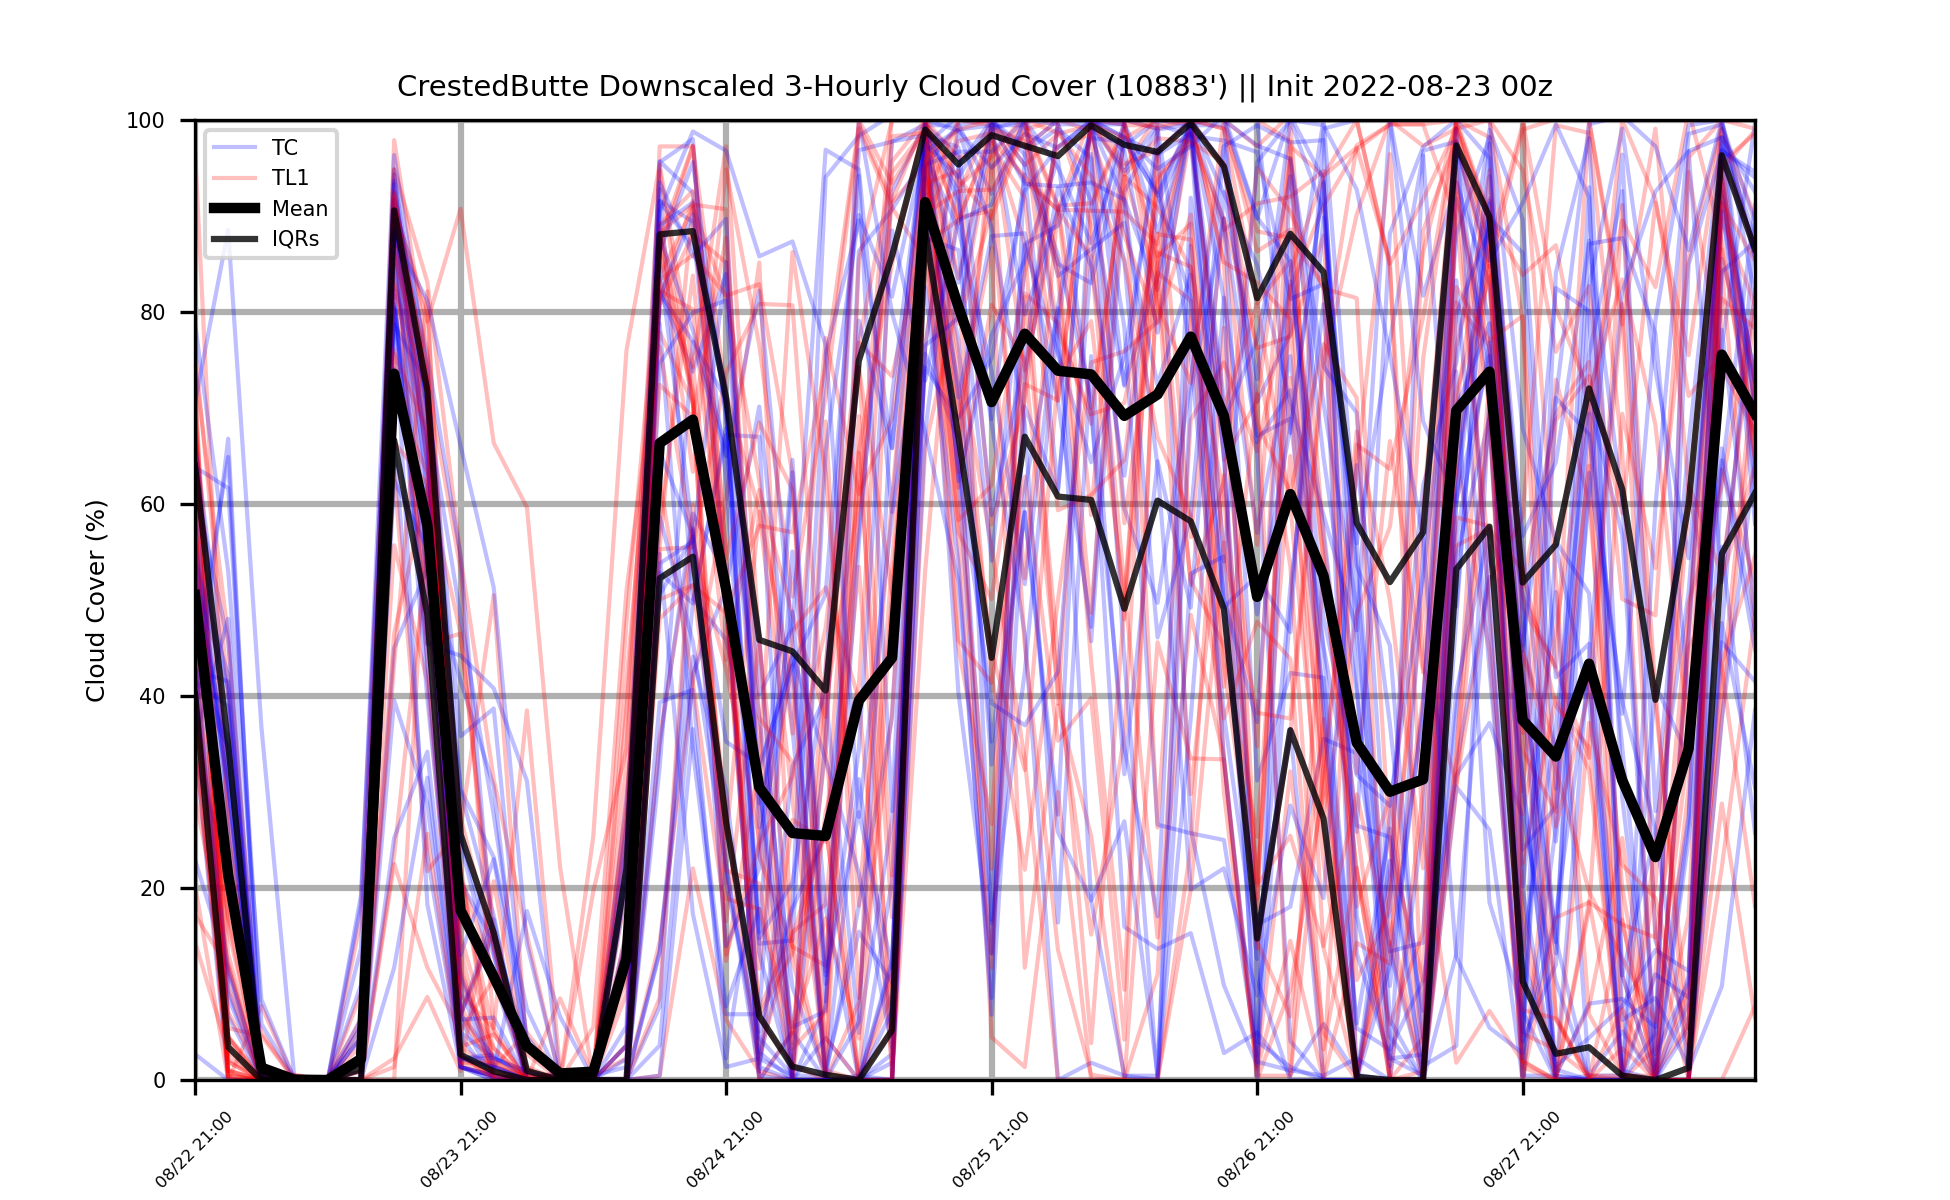 CrestedButte Downscaled 3-Hourly Cloud Cover (10883') || Init 2022-08-23 00z
TC
TL1
Mean
IQRs
Cloud Cover (%)
100
80
60
40
20
0
08/22 21:00
08/23 21:00
08/24 21:00
08/25 21:00
08/26 21:00
08/27 21:00